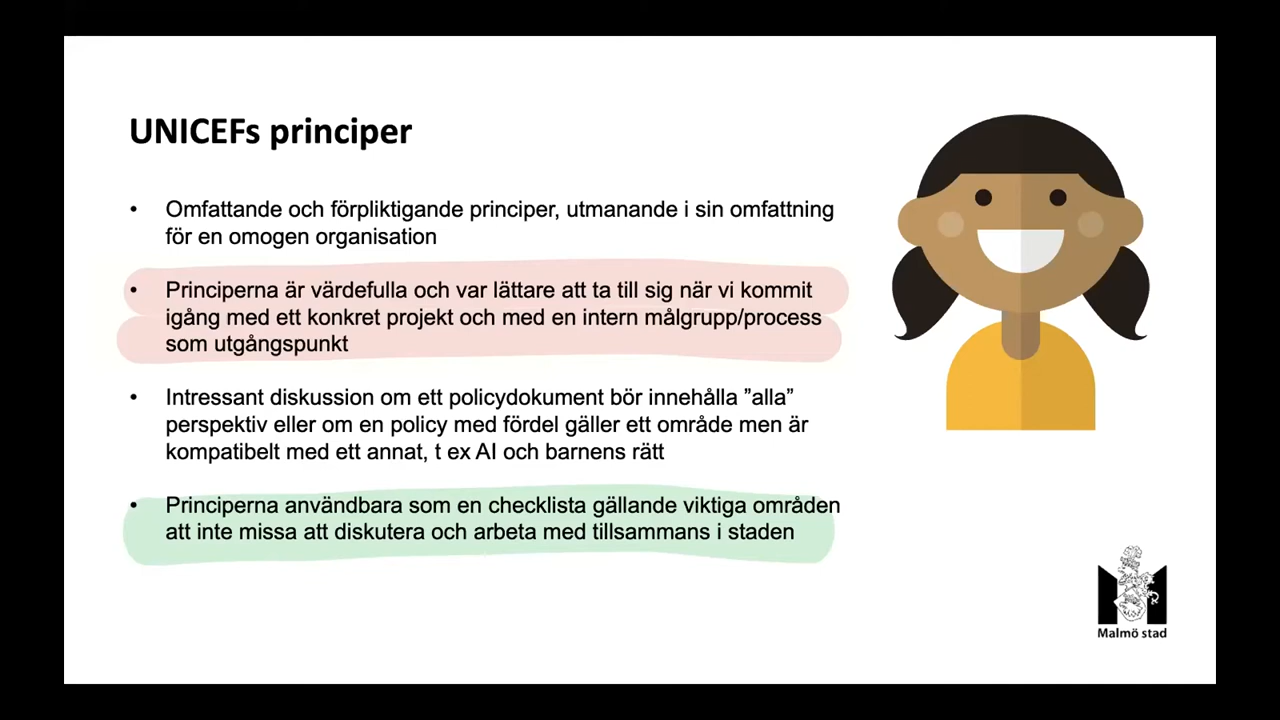 UNICEFs principer
• Omfattande och förpliktigande principer, utmanande i sin omfattning
för en omogen organisation
• Principerna är värdefulla och var lättare att ta till sig när vi kommit
igång med ett konkret projekt och med en intern målgrupp/process
som utgångspunkt
• Intressant diskussion om ett policydokument bör innehålla ”alla”
perspektiv eller om en policy med fördel gäller ett område men är
kompatibelt med ett annat, t ex AI och barnens rätt
• Principerna användbara som en checklista gällande viktiga områden
att inte missa att diskutera och arbeta med tillsammans i staden
Malmö stad